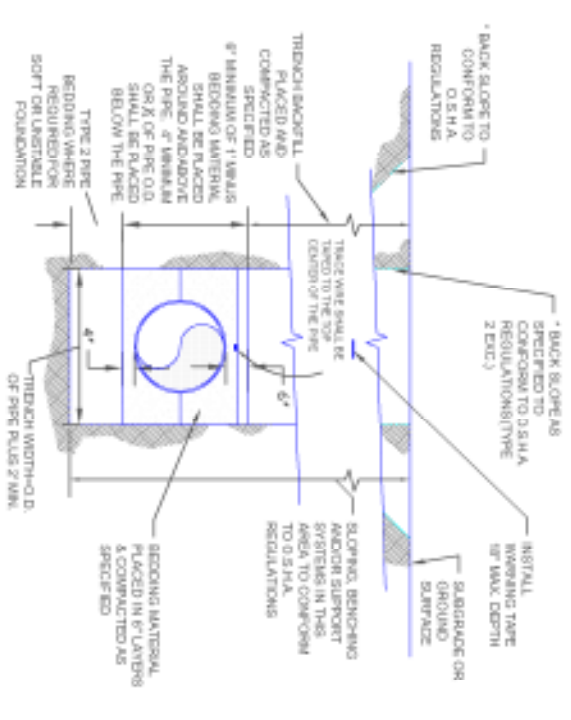 * BACK SLOPE TO
CONFORM TO
O.S.H.A.
REGULATIONS
TRENCH BACKFILL
PLACED AND
COMPACTED AS
SPECIFIED
6" MINIMUM OF 1" MINUS
BEDDING MATERIAL
SHALL BE PLACED
AROUND AND ABOVE
THE PIPE. 4" MINIMUM
OR OF PIPE O.D.
SHALL BE PLACED
BELOW THE PIPE
TYPE 2 PIPE
BEDDING WHERE
REQUIRED FOR
SOFT OR UNSTABLE
FOUNDATION
* BACK SLOPE AS
SPECIFIED TO
CONFORM TO O.S.H.A.
REGULATIONS (TYPE
2 EXC.)
TRACE WIRE SHALL BE
TAPED TO THE TOP
CENTER OF THE PIPE
6"
4"
INSTALL
WARNING TAPE
18" MAX. DEPTH
SUBGRADE OR
GROUND
SURFACE
SLOPING, BENCHING
AND/OR SUPPORT
SYSTEMS IN THIS
AREA TO CONFORM
TO O.S.H.A.
REGULATIONS
BEDDING MATERIAL
PLACED IN 6" LAYERS
& COMPACTED AS
SPECIFIED
TRENCH WIDTH=O.D.
OF PIPE PLUS 2' MIN.